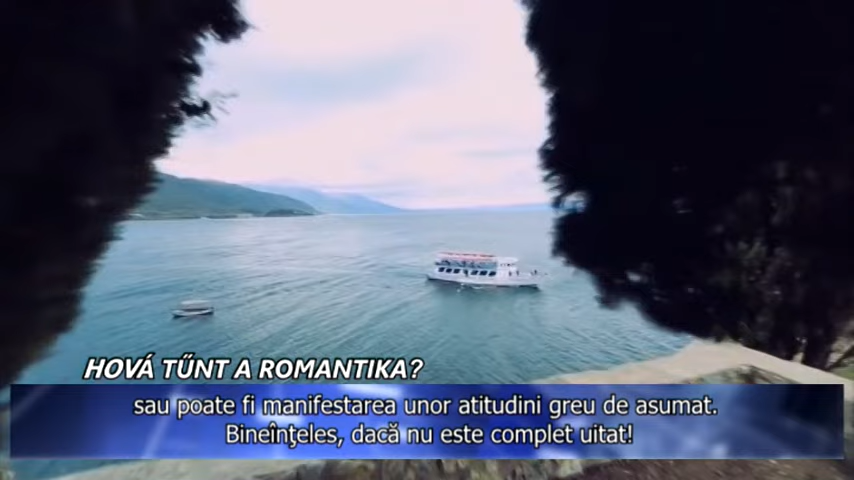 HOVÁ TŰNT A ROMANTIKA?
sau poate fi manifestarea unor atitudini greu de asumat.
Bineînţeles, dacă nu este complet uitat!